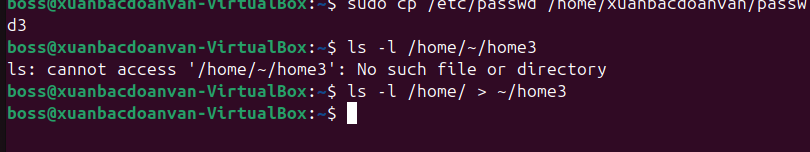 boss@xuanbacdoanvan-VirtualBox:~$ sudo cp /etc/passwd /home/xuanbacdoanvan/passw
d3
boss@xuanbacdoanvan-VirtualBox:~$ ls -l /home/~/home3
ls: cannot access '/home/~/home3': No such file or directory
boss@xuanbacdoanvan-VirtualBox:~$ ls -l /home/ > ~/home3
boss@xuanbacdoanvan-VirtualBox:~$